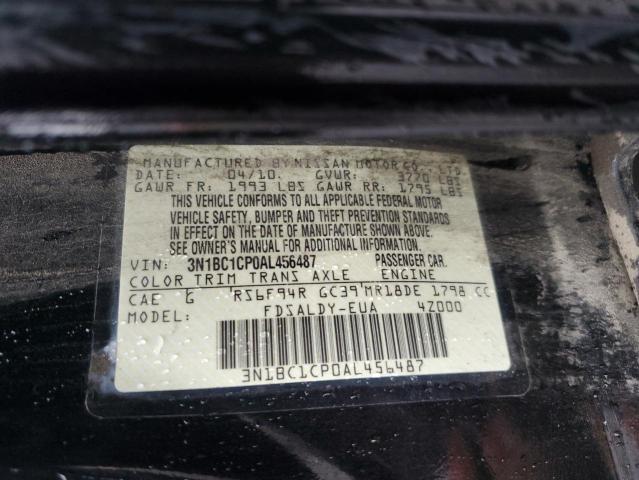 MANUFACTURED BY NISSAN MOTOR CO., LTD
DATE: 04/10. GVWR: 3770 LBS
GAWR FR: 1993 LBS GAWR RR: 1795 LBS
THIS VEHICLE CONFORMS TO ALL APPLICABLE FEDERAL MOTOR
VEHICLE SAFETY, BUMPER AND THEFT PREVENTION STANDARDS
IN EFFECT ON THE DATE OF MANUFACTURE SHOWN ABOVE.
SEE OWNER'S MANUAL FOR ADDITIONAL INFORMATION.
VIN: 3N1BC1CP0AL456487 PASSENGER CAR.
COLOR TRIM TRANS AXLE ENGINE
CAE G RS6F94R GC39 MR18DE 1798 CC
MODEL: FDSALDY-EUA 4Z000
3N1BC1CP0AL456487